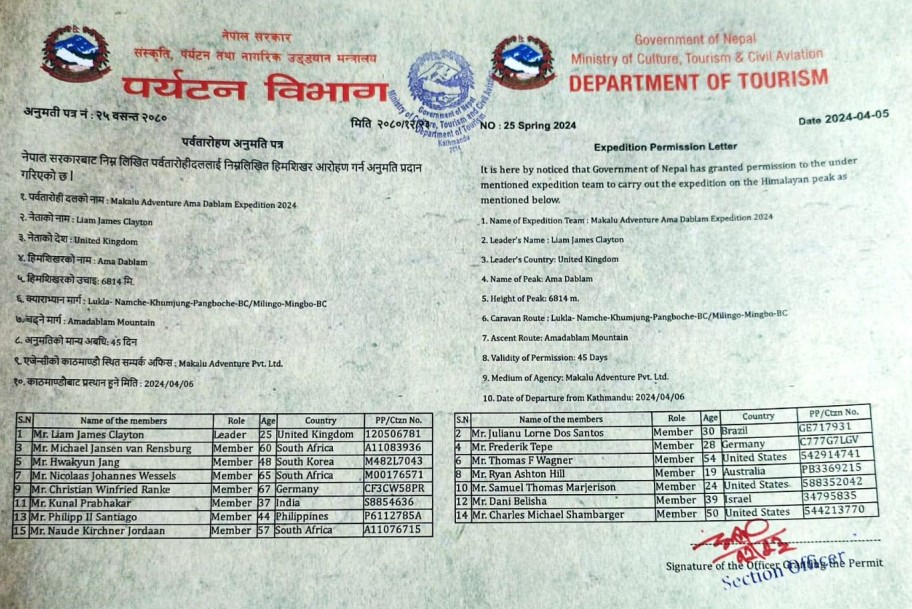 नेपाल सरकार
संस्कृति, पर्यटन तथा नागरिक उड्डयान मन्त्रालय
पर्यटन विभाग
अनुमती पत्र नं : २५ वसन्त २०८०
मिति २०८०/१२/२३
पर्वतारोहण अनुमति पत्र
नेपाल सरकारबाट निम्न लिखित पर्वतारोहीदललाई निम्नलिखित हिमशिखर आरोहण गर्न अनुमति प्रदान
गरिएको छ |
१. पर्वतारोही दलको नाम : Makalu Adventure Ama Dablam Expedition 2024
२. नेताको नाम : Liam James Clayton
३. नेताको देश : United Kingdom
४. हिमशिखरको नाम : Ama Dablam
५. हिमशिखरको उचाइ: 6814 मि.
६. क्याराभ्यान मार्ग : Lukla- Namche-Khumjung-Pangboche-BC/Milingo-Mingbo-BC
७. चढ्ने मार्ग : Amadablam Mountain
८. अनुमतिको मान्य अबधि: 45 दिन
९. एजेन्सीको काठमाण्डौ स्थित सम्पर्क अफिस : Makalu Adventure Pvt. Ltd.
१०. काठमाण्डौबाट प्रस्थान हुने मिति : 2024/04/06
S.N Name of the members Role Age Country PP/Ctzn No.
1 Mr. Liam James Clayton Leader 25 United Kingdom 120506781
3 Mr. Michael Jansen van Rensburg Member 60 South Africa A11083936
5 Mr. Hwakyun Jang Member 48 South Korea M482L7043
7 Mr. Nicolaas Johannes Wessels Member 65 South Africa M00176571
9 Mr. Christian Winfried Ranke Member 67 Germany CF3CW58PR
11 Mr. Kunal Prabhakar Member 37 India S8854636
13 Mr. Philipp II Santiago Member 44 Philippines P6112785A
15 Mr. Naude Kirchner Jordaan Member 57 South Africa A11076715
Ministry of Culture, Tourism and Civil Aviation
Government of Nepal
Department of Tourism
Kathmandu
Government of Nepal
Ministry of Culture, Tourism & Civil Aviation
DEPARTMENT OF TOURISM
NO : 25 Spring 2024
Date 2024-04-05
Expedition Permission Letter
It is here by noticed that Government of Nepal has granted permission to the under
mentioned expedition team to carry out the expedition on the Himalayan peak as
mentioned below.
1. Name of Expedition Team : Makalu Adventure Ama Dablam Expedition 2024
2. Leader's Name : Liam James Clayton
3. Leader's Country: United Kingdom
4. Name of Peak: Ama Dablam
5. Height of Peak: 6814 m.
6. Caravan Route : Lukla- Namche-Khumjung-Pangboche-BC/Milingo-Mingbo-BC
7. Ascent Route: Amadablam Mountain
8. Validity of Permission: 45 Days
9. Medium of Agency: Makalu Adventure Pvt. Ltd.
10. Date of Departure from Kathmandu: 2024/04/06
S.N Name of the members Role Age Country PP/Ctzn No.
2 Mr. Julianu Lorne Dos Santos Member 30 Brazil GE717931
4 Mr. Frederik Tepe Member 28 Germany C777G7LGV
6 Mr. Thomas F Wagner Member 54 United States 542914741
8 Mr. Ryan Ashton Hill Member 19 Australia PB3369215
10 Mr. Samuel Thomas Marjerison Member 24 United States 588352042
12 Mr. Dani Belisha Member 39 Israel 34795835
14 Mr. Charles Michael Shambarger Member 50 United States 544213770
Signature of the Officer Granting the Permit
Section Officer